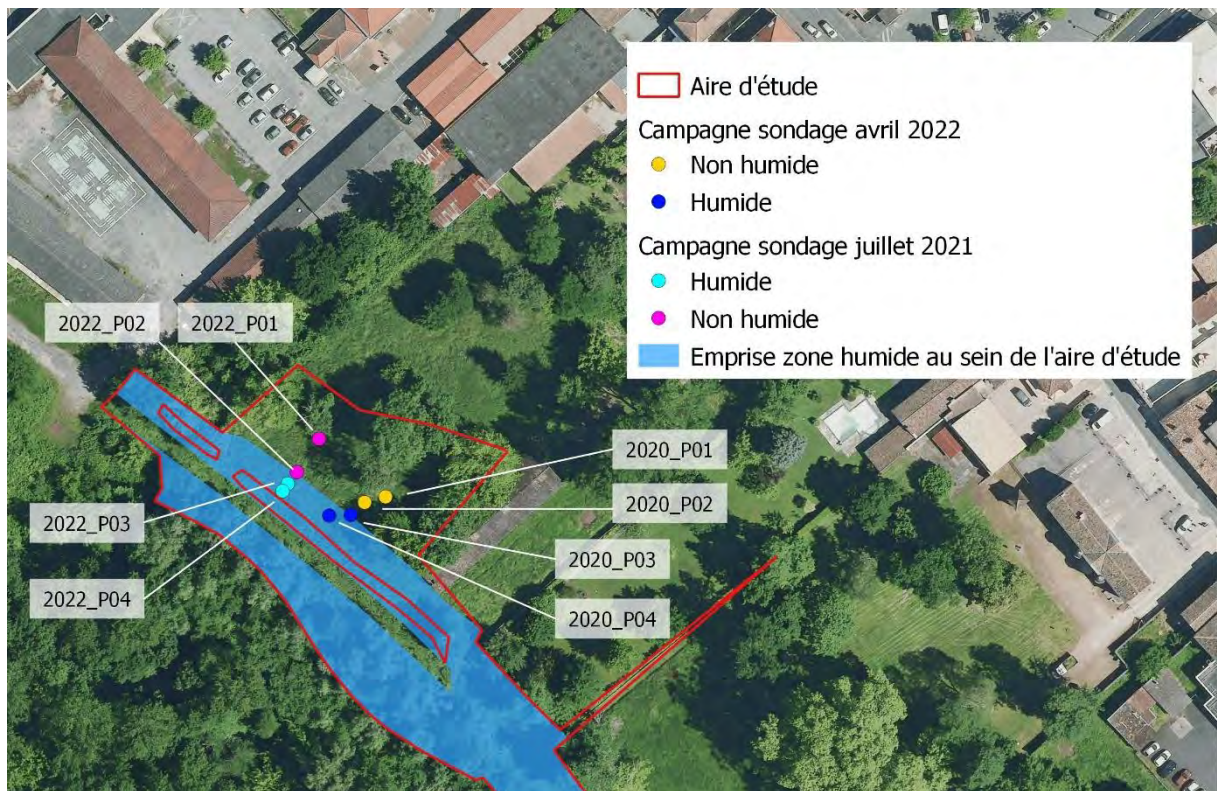 Aire d'étude
Campagne sondage avril 2022
Non humide
Humide
Campagne sondage juillet 2021
Humide
Non humide
Emprise zone humide au sein de l'aire d'étude
2022_P02
2022_P01
2020_P01
2020_P02
2022_P03
2020_P03
2022_P04
2020_P04